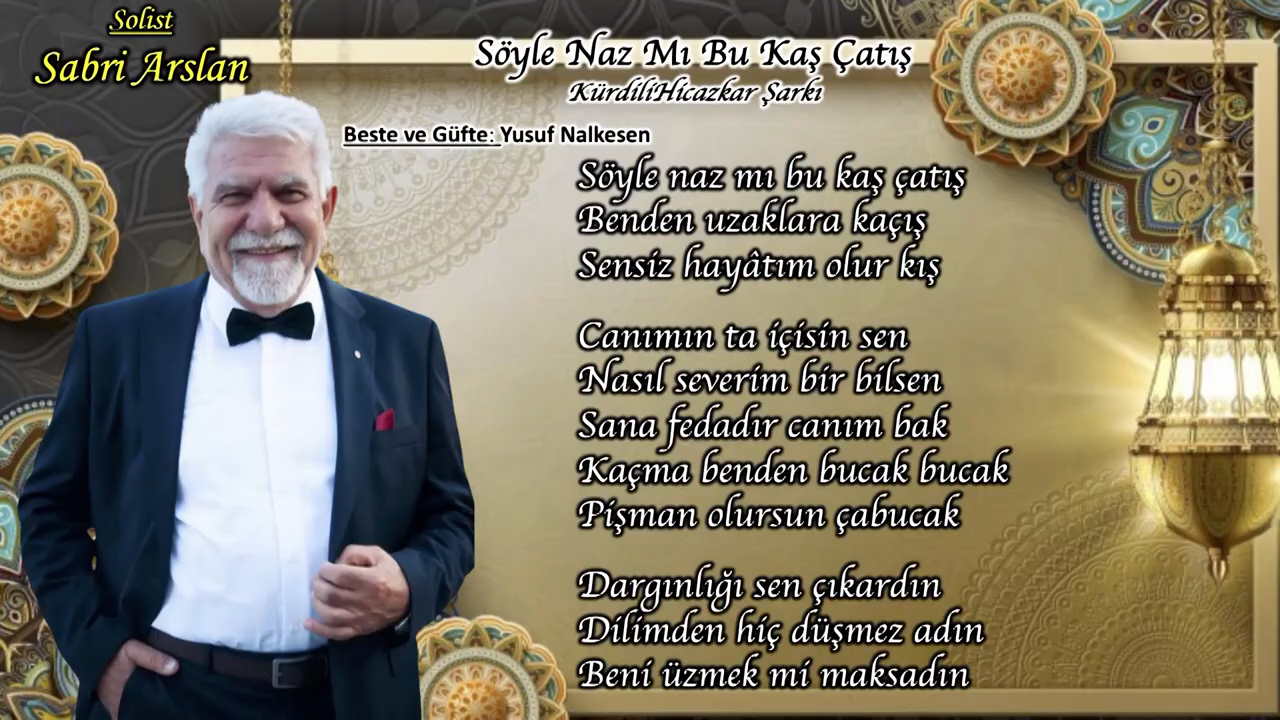 Solist
Sabri Arslan
Söyle Naz Mı Bu Kaş Çatış
KürdiliHicazkar Şarkı
Beste ve Güfte: Yusuf Nalkesen
Söyle naz mı bu kaş çatış
Benden uzaklara kaçış
Sensiz hayâtım olur kış
Canımın ta içisin sen
Nasıl severim bir bilsen
Sana fedadır canım bak
Kaçma benden bucak bucak
Pişman olursun çabucak
Dargınlığı sen çıkardın
Dilimden hiç düşmez adın
Beni üzmek mi maksadın